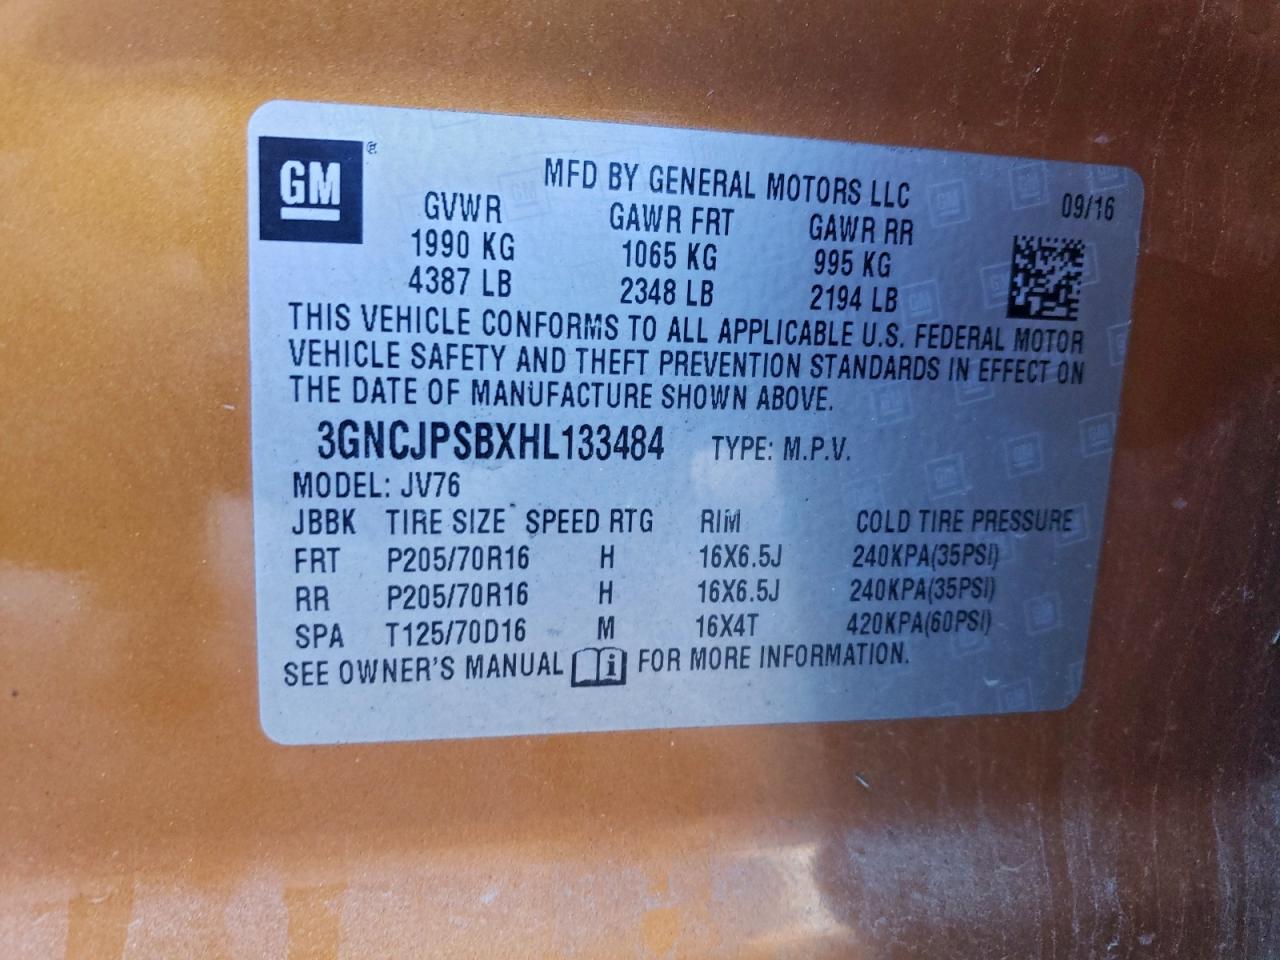 GM ®
MFD BY GENERAL MOTORS LLC
09/16
GVWR GAWR FRT GAWR RR
1990 KG 1065 KG 995 KG
4387 LB 2348 LB 2194 LB
THIS VEHICLE CONFORMS TO ALL APPLICABLE U.S. FEDERAL MOTOR
VEHICLE SAFETY AND THEFT PREVENTION STANDARDS IN EFFECT ON
THE DATE OF MANUFACTURE SHOWN ABOVE.
3GNCJPSBXHL133484 TYPE: M.P.V.
MODEL: JV76
JBBK TIRE SIZE SPEED RTG RIM COLD TIRE PRESSURE
FRT P205/70R16 H 16X6.5J 240KPA(35PSI)
RR P205/70R16 H 16X6.5J 240KPA(35PSI)
SPA T125/70D16 M 16X4T 420KPA(60PSI)
SEE OWNER'S MANUAL i FOR MORE INFORMATION.